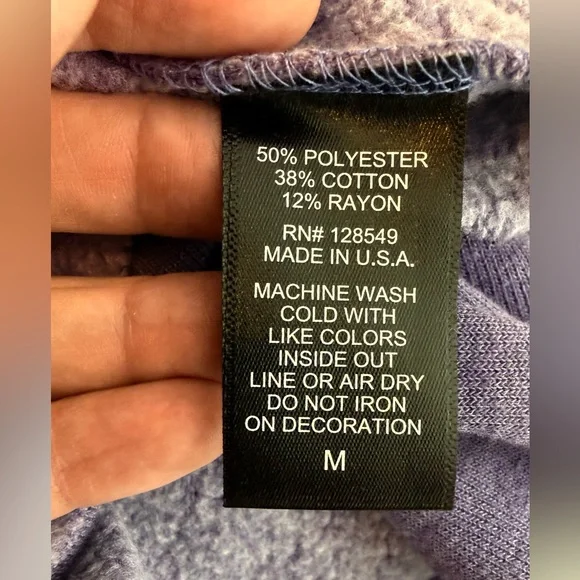 50% POLYESTER
38% COTTON
12% RAYON
RN# 128549
MADE IN U.S.A.
MACHINE WASH
COLD WITH
LIKE COLORS
INSIDE OUT
LINE OR AIR DRY
DO NOT IRON
ON DECORATION
M